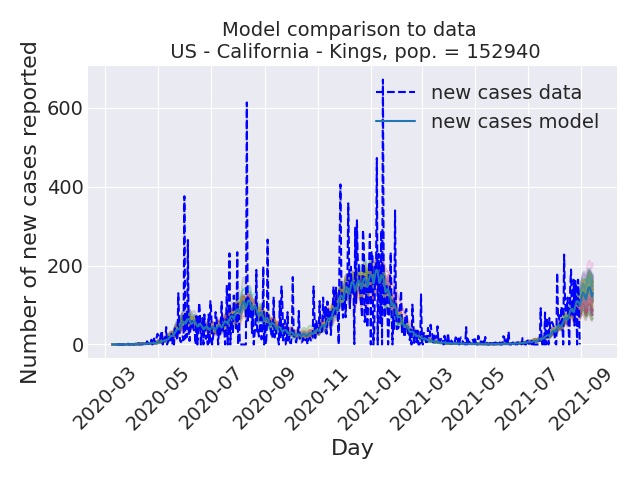 Model comparison to data
US - California - Kings, pop. = 152940
Number of new cases reported
600
400
200
0
new cases data
new cases model
2020-03
2020-05
2020-07
2020-09
2020-11
2021-01
2021-03
2021-05
2021-07
2021-09
Day